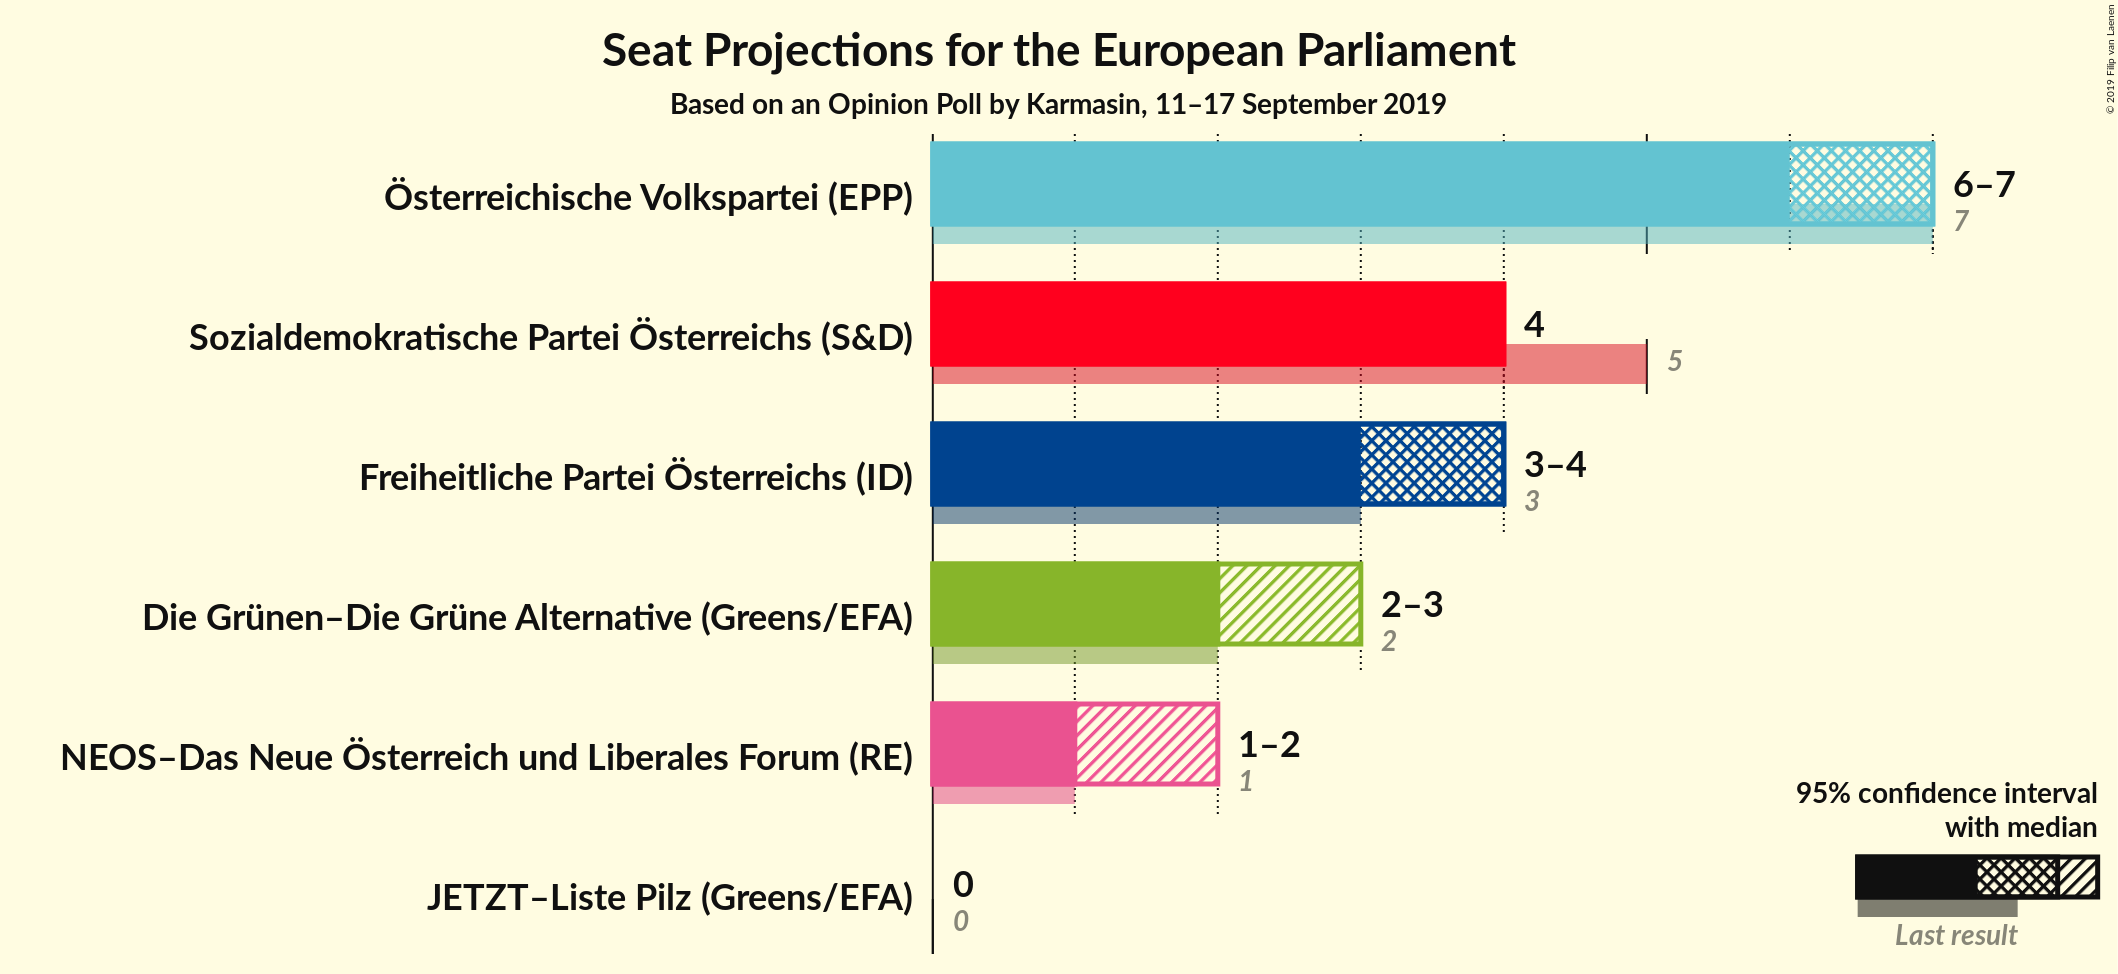 Seat Projections for the European Parliament
Based on an Opinion Poll by Karmasin, 11–17 September 2019
© 2019 Filip van Laenen
Österreichische Volkspartei (EPP)
6–7
7
Sozialdemokratische Partei Österreichs (S&D)
4
5
Freiheitliche Partei Österreichs (ID)
3–4
3
Die Grünen–Die Grüne Alternative (Greens/EFA)
2–3
2
NEOS–Das Neue Österreich und Liberales Forum (RE)
1–2
1
JETZT–Liste Pilz (Greens/EFA)
0
0
95% confidence interval
with median
Last result